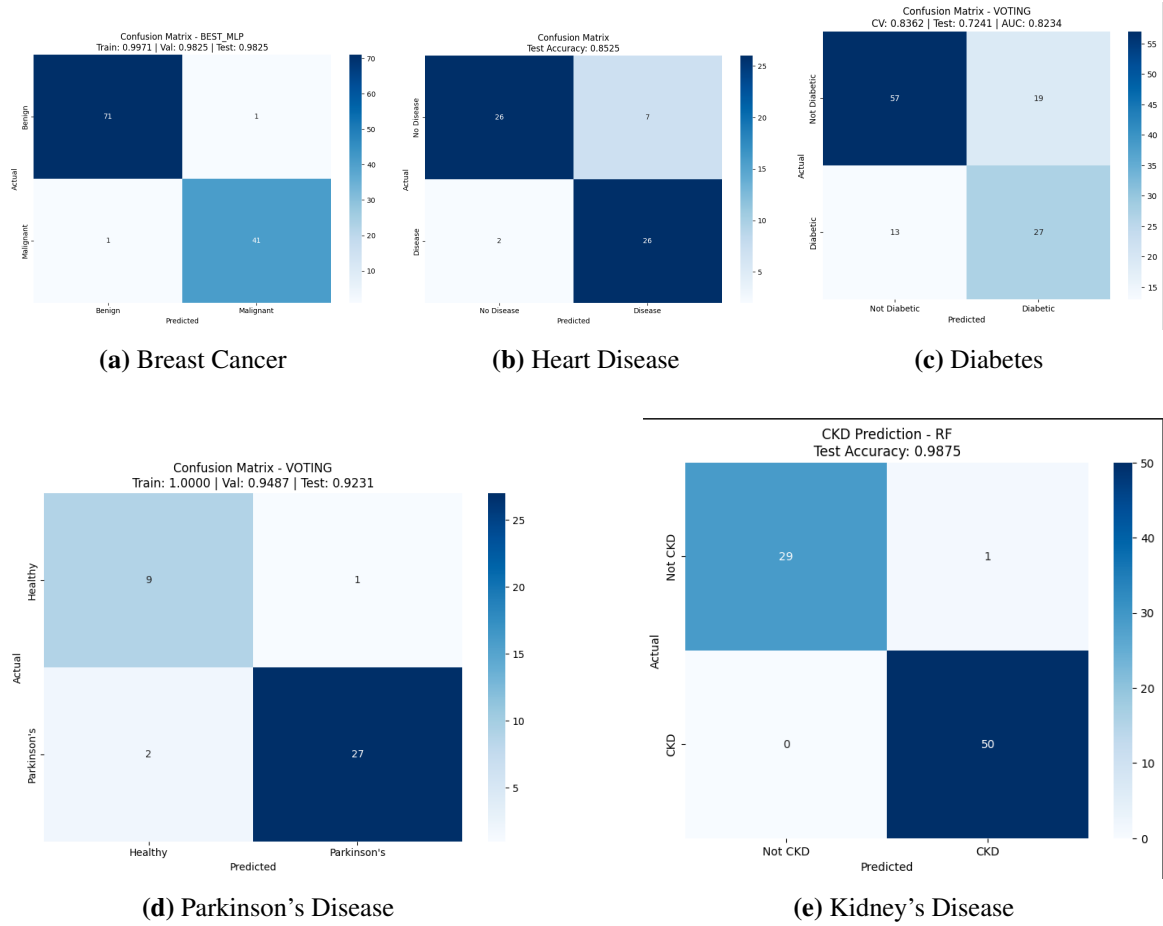 Confusion Matrix - BEST_MLP
Train: 0.9971 | Val: 0.9825 | Test: 0.9825
Benign
Actual
Malignant
71
1
1
41
70
60
50
40
30
20
10
Benign
Malignant
Predicted
(a) Breast Cancer
Confusion Matrix
Test Accuracy: 0.8525
No Disease
Actual
Disease
26
7
2
26
25
20
15
10
5
No Disease
Disease
Predicted
(b) Heart Disease
Confusion Matrix - VOTING
CV: 0.8362 | Test: 0.7241 | AUC: 0.8234
Not Diabetic
Actual
Diabetic
57
19
13
27
55
50
45
40
35
30
25
20
15
Not Diabetic
Diabetic
Predicted
(c) Diabetes
Confusion Matrix - VOTING
Train: 1.0000 | Val: 0.9487 | Test: 0.9231
Healthy
Actual
Parkinson's
9
1
2
27
25
20
15
10
5
Healthy
Parkinson's
Predicted
(d) Parkinson’s Disease
CKD Prediction - RF
Test Accuracy: 0.9875
Not CKD
Actual
CKD
29
1
0
50
50
40
30
20
10
0
Not CKD
CKD
Predicted
(e) Kidney’s Disease